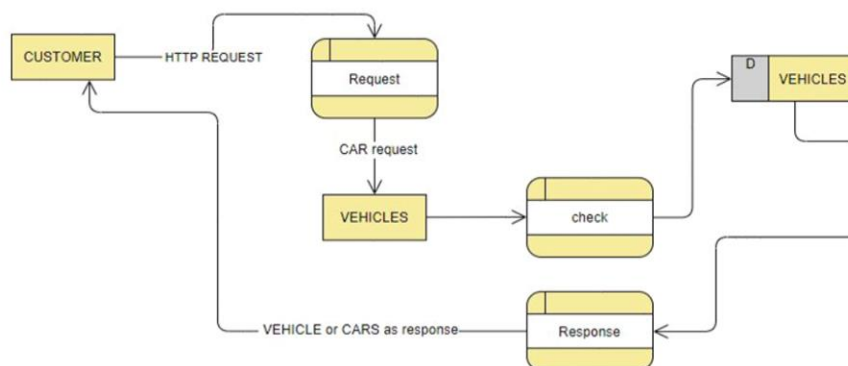 CUSTOMER
HTTP REQUEST
Request
D
VEHICLES
CAR request
VEHICLES
check
VEHICLE or CARS as response
Response